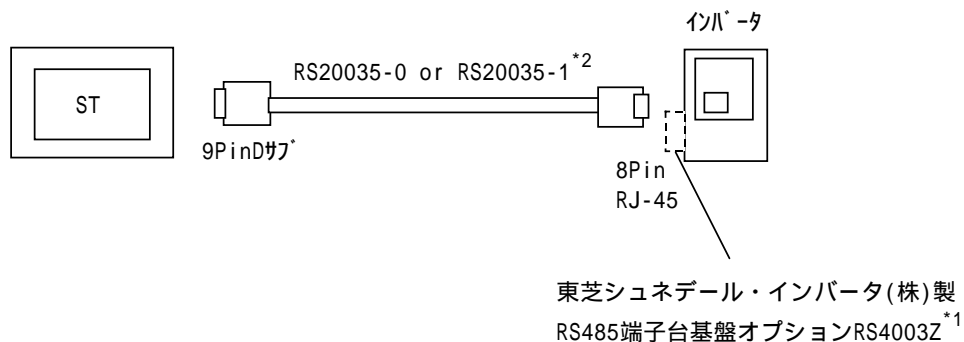 インバータ
RS20035-0 or RS20035-1*2
ST
9PinDサブ
8Pin
RJ-45
東芝シュネデール・インバータ(株)製
RS485端子台基盤オプションRS4003Z*1